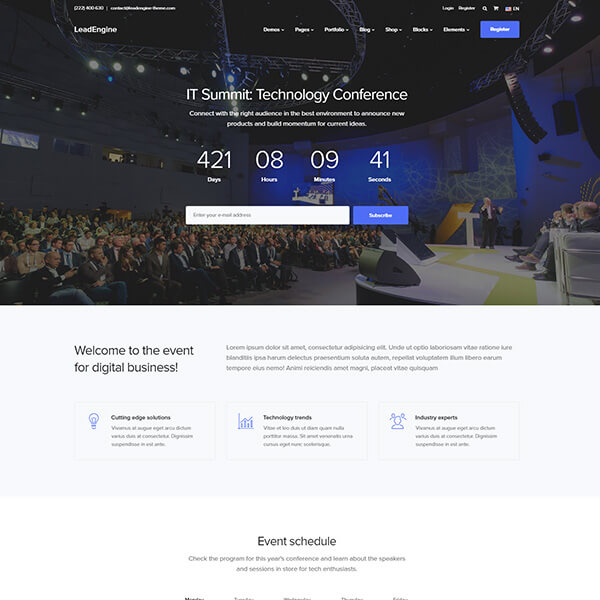 (222) 400 630 | contact@leadengine-theme.com
Login Register EN
LeadEngine
Demos Pages Portfolio Blog Shop Blocks Elements Register
IT Summit: Technology Conference
Connect with the right audience in the best environment to announce new
products and build momentum for current ideas.
421 08 09 41
Days Hours Minutes Seconds
Enter your e-mail address Subscribe
Welcome to the event
for digital business!
Lorem ipsum dolor sit amet, consectetur adipisicing elit. Ut optio laboriosam vitae ratione iure
blanditiis ipsa harum delectus praesentium soluta autem, repellat voluptatem illum libero earum
tempore eius nemo! Animi reiciendis amet magni, placeat vitae quisquam
Cutting edge solutions
Vivamus at augue eget arcu dictum
varius duis at consectetur. Dignissim
suspendisse in est ante.
Technology trends
Vitae et leo duis ut diam quam nulla
porttitor massa. Sit amet venenatis urna
cursus eget nunc scelerisque.
Industry experts
Vivamus at augue eget arcu dictum
varius duis at consectetur. Dignissim
suspendisse in est ante.
Event schedule
Check the program for this year's conference and learn about the speakers
and sessions in store for tech enthusiasts.
Monday Tuesday Wednesday Thursday Friday